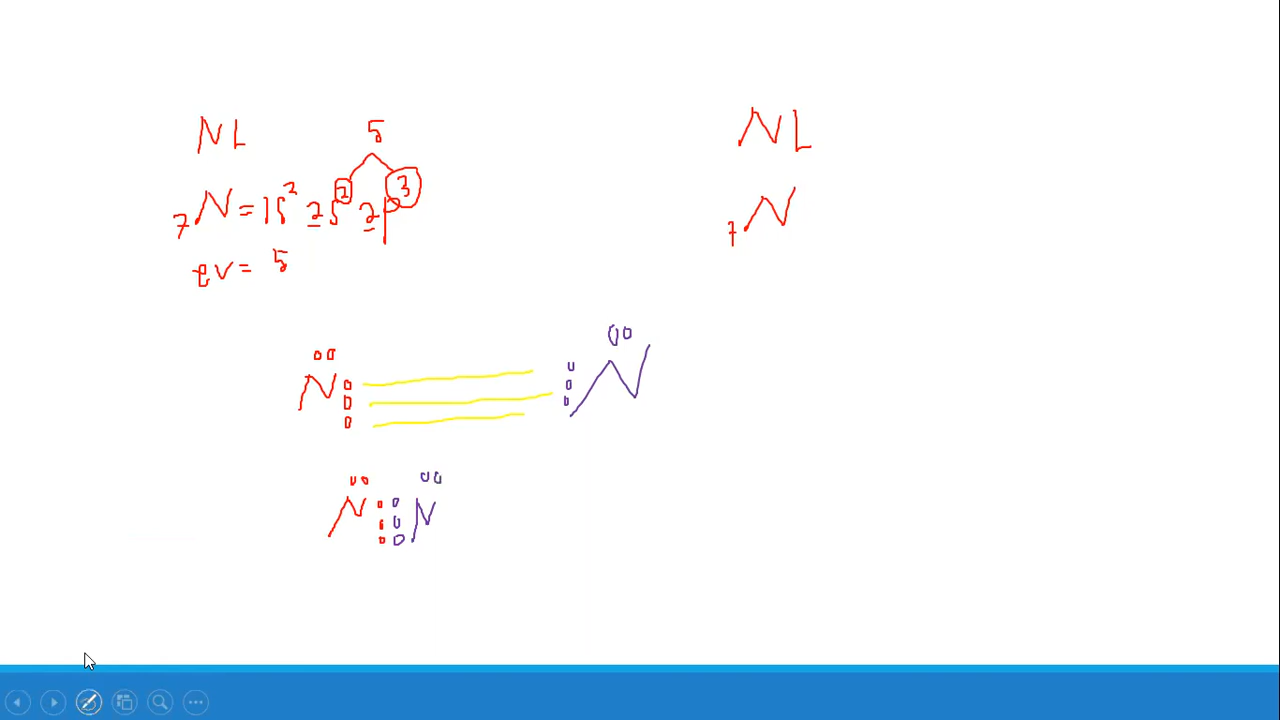 NL
5
₇N = 1s² 2s² 2p³
ev = 5
NL
₇N
N N
N N